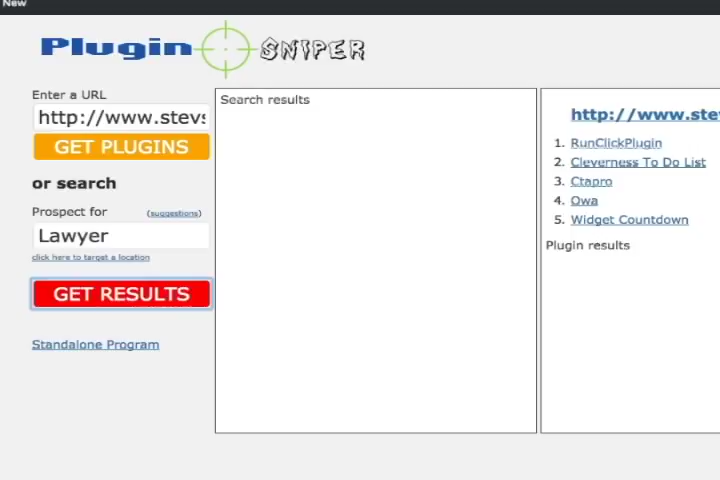 New
Plugin SNIPER
Enter a URL
http://www.stevs
GET PLUGINS
or search
Prospect for (suggestions)
Lawyer
click here to target a location
GET RESULTS
Standalone Program
Search results
http://www.stev
1. RunClickPlugin
2. Cleverness To Do List
3. Ctapro
4. Owa
5. Widget Countdown
Plugin results